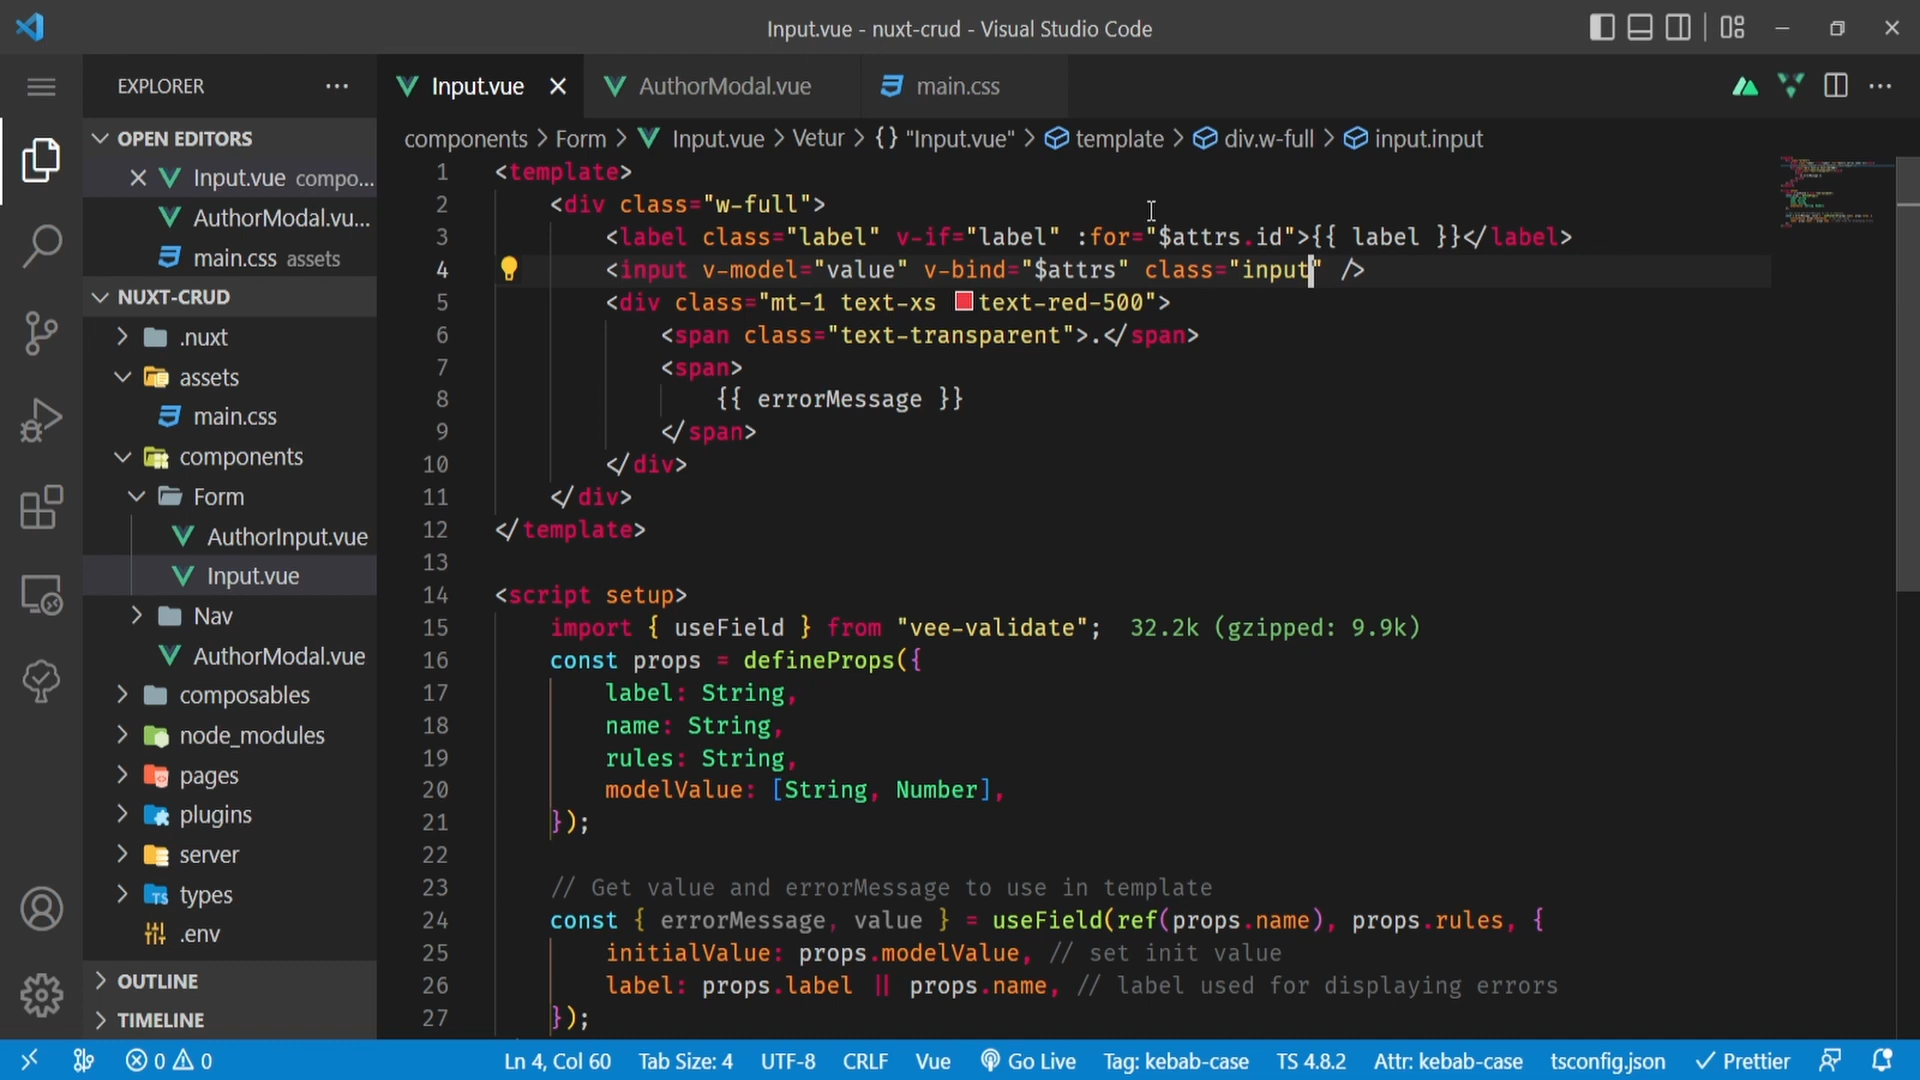 Input.vue - nuxt-crud - Visual Studio Code
EXPLORER
Input.vue
AuthorModal.vue
main.css
OPEN EDITORS
components > Form > Input.vue > Vetur > {} "Input.vue" > template > div.w-full > input.input
Input.vue compo...
AuthorModal.vu...
main.css assets
NUXT-CRUD
.nuxt
assets
main.css
components
Form
AuthorInput.vue
Input.vue
Nav
AuthorModal.vue
composables
node_modules
pages
plugins
server
types
.env
OUTLINE
TIMELINE
1 <template>
2 <div class="w-full">
3 <label class="label" v-if="label" :for="$attrs.id">{{ label }}</label>
4 <input v-model="value" v-bind="$attrs" class="input" />
5 <div class="mt-1 text-xs text-red-500">
6 <span class="text-transparent">.</span>
7 <span>
8 {{ errorMessage }}
9 </span>
10 </div>
11 </div>
12 </template>
13
14 <script setup>
15 import { useField } from "vee-validate"; 32.2k (gzipped: 9.9k)
16 const props = defineProps({
17 label: String,
18 name: String,
19 rules: String,
20 modelValue: [String, Number],
21 });
22
23 // Get value and errorMessage to use in template
24 const { errorMessage, value } = useField(ref(props.name), props.rules, {
25 initialValue: props.modelValue, // set init value
26 label: props.label || props.name, // label used for displaying errors
27 });
0 0
Ln 4, Col 60
Tab Size: 4
UTF-8
CRLF
Vue
Go Live
Tag: kebab-case
TS 4.8.2
Attr: kebab-case
tsconfig.json
Prettier